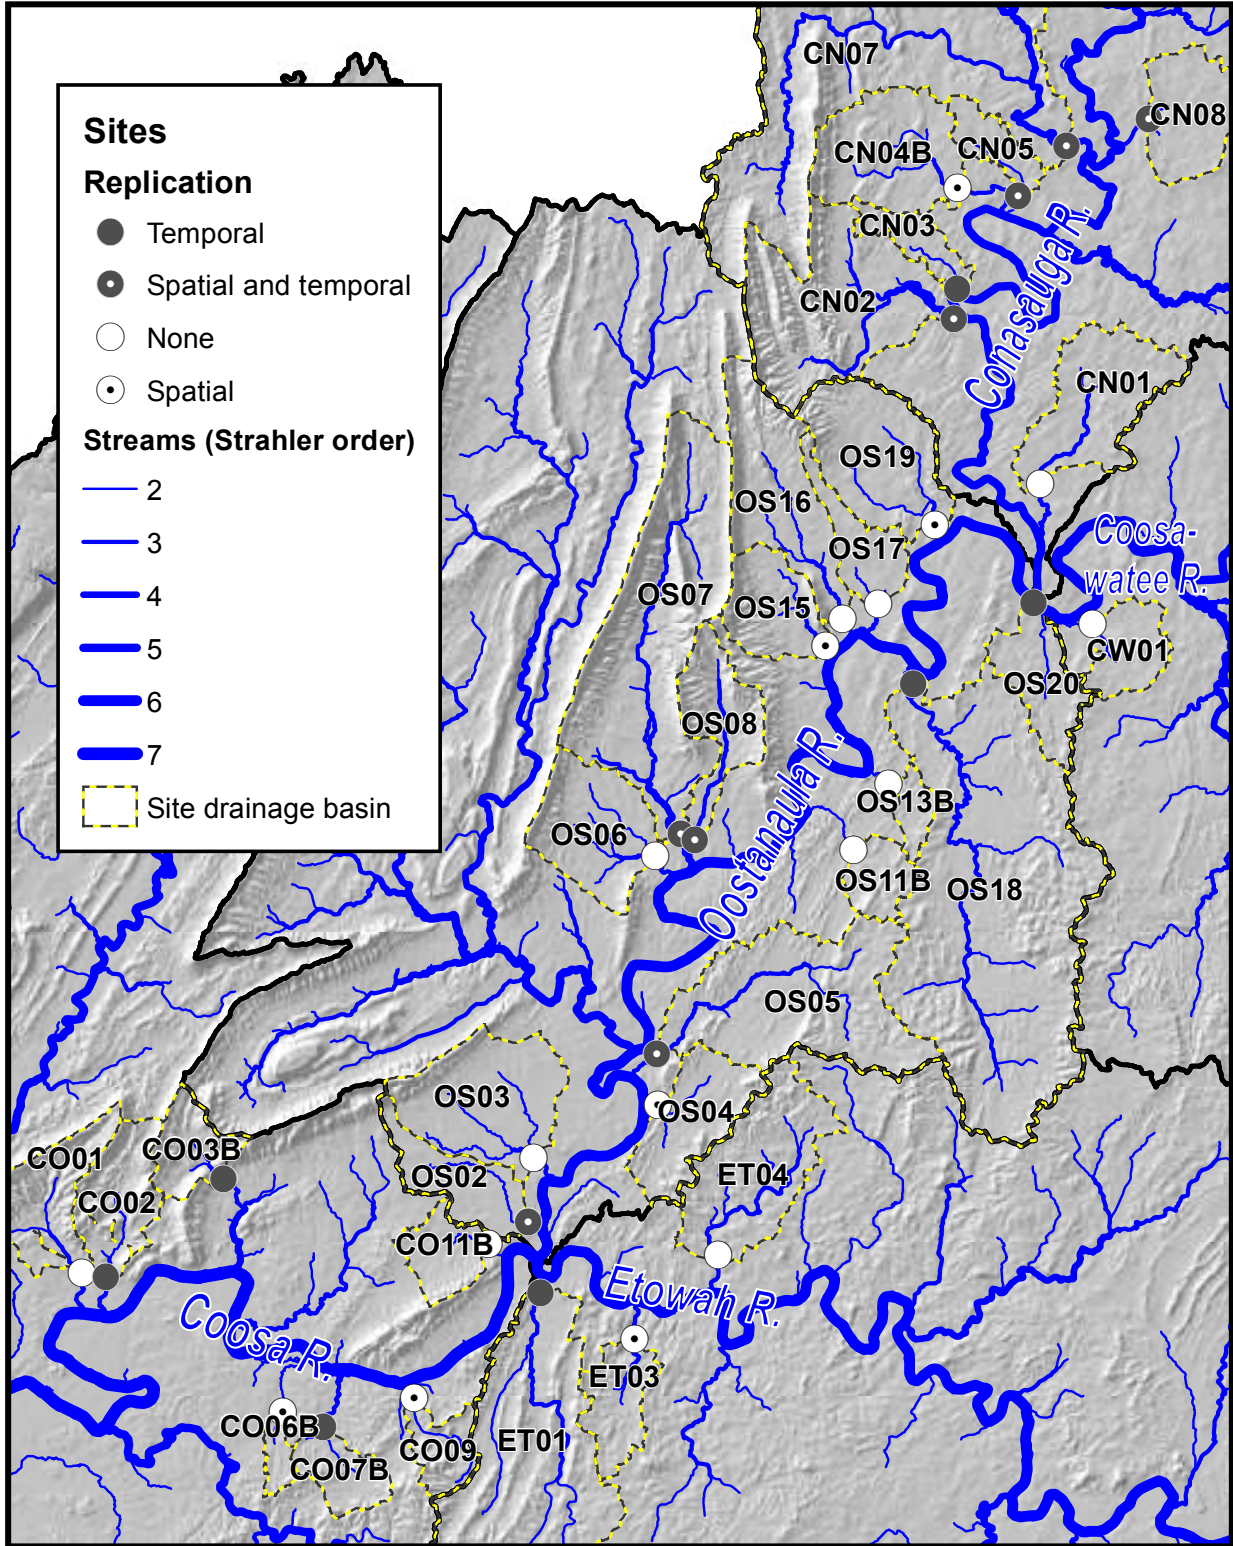 Sites
Replication
Temporal
Spatial and temporal
None
Spatial
Streams (Strahler order)
2
3
4
5
6
7
Site drainage basin
CN07
CN08
CN04B
CN05
CN03
CN02
Conasauga R.
CN01
OS19
OS16
OS17
Coosa-
watee R.
OS07
OS15
CW01
OS20
OS08
Oostanaula R.
OS13B
OS06
OS11B
OS18
OS05
OS03
OS04
CO01
CO03B
CO02
OS02
ET04
CO11B
Etowah R.
Coosa R.
ET03
CO06B
CO09
ET01
CO07B